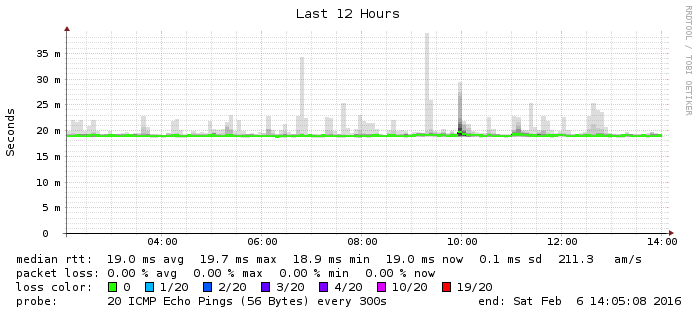 Last 12 Hours
RRDTOOL / TOBI OETIKER
Seconds
35 m
30 m
25 m
20 m
15 m
10 m
5 m
0
04:00 06:00 08:00 10:00 12:00 14:00
median rtt: 19.0 ms avg 19.7 ms max 18.9 ms min 19.0 ms now 0.1 ms sd 211.3 am/s
packet loss: 0.00 % avg 0.00 % max 0.00 % min 0.00 % now
loss color: 0 1/20 2/20 3/20 4/20 10/20 19/20
probe: 20 ICMP Echo Pings (56 Bytes) every 300s end: Sat Feb 6 14:05:08 2016